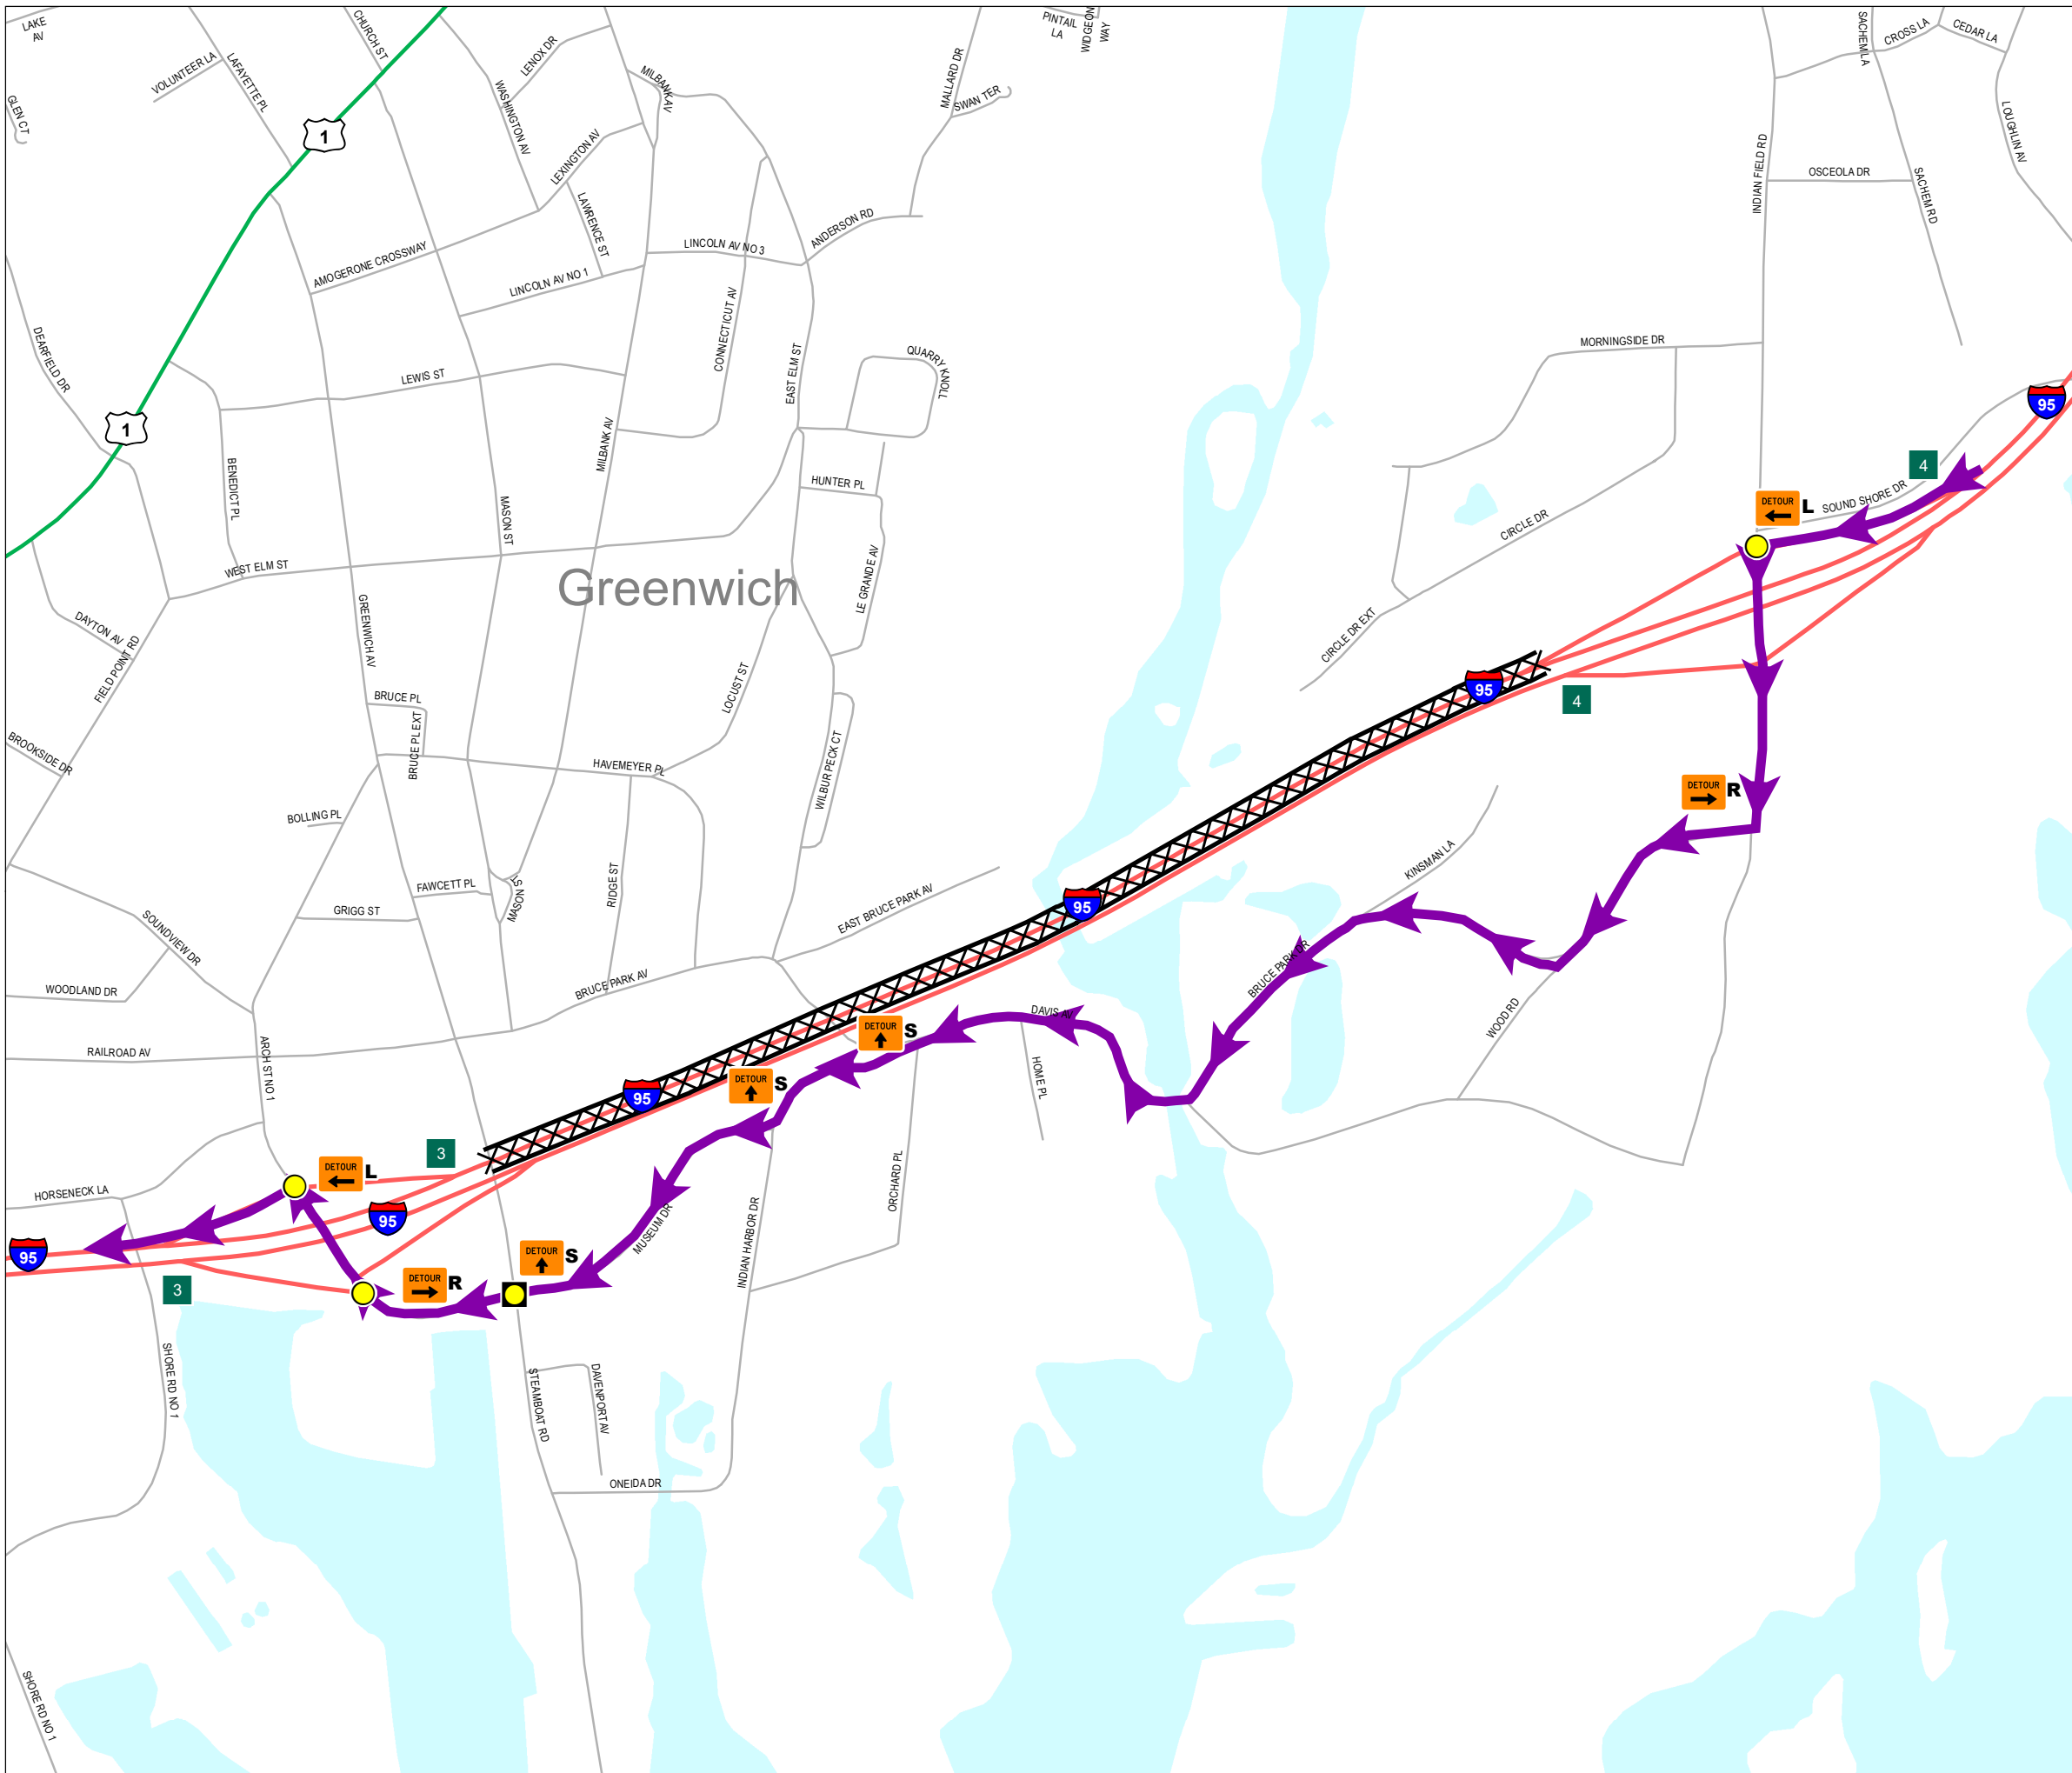 LAKE
AV
VOLUNTEER LA
LAFAYETTE PL
CHURCH ST
GLEN CT
1
WASHINGTON AV
LENOX DR
MILBANK AV
LEXINGTON AV
LAWRENCE ST
MALLARD DR
SWAN TER
PINTAIL
LA
WIDGEON
WAY
SACHEM LA
CROSS LA
CEDAR LA
LOUGHLIN AV
INDIAN FIELD RD
OSCEOLA DR
SACHEM RD
AMOGERONE CROSSWAY
LINCOLN AV NO 1
LINCOLN AV NO 3
ANDERSON RD
CONNECTICUT AV
EAST ELM ST
QUARRY KNOLL
DEARFIELD DR
1
LEWIS ST
MORNINGSIDE DR
95
BENEDICT PL
MILBANK AV
MASON ST
HUNTER PL
4
SOUND SHORE DR
DETOUR
L
CIRCLE DR
WEST ELM ST
Greenwich
LE GRANDE AV
GREENWICH AV
DAYTON AV
FIELD POINT RD
CIRCLE DR EXT
LOCUST ST
BRUCE PL
BRUCE PL EXT
95
4
BROOKSIDE DR
HAVEMEYER PL
WILBUR PECK CT
DETOUR
R
BOLLING PL
KINSMAN LA
FAWCETT PL
MASON ST
RIDGE ST
GRIGG ST
EAST BRUCE PARK AV
95
SOUNDVIEW DR
WOODLAND DR
BRUCE PARK AV
BRUCE PARK DR
WOOD RD
DAVIS AV
DETOUR
S
RAILROAD AV
ARCH ST NO 1
HOME PL
DETOUR
S
95
3
DETOUR
L
HORSENECK LA
ORCHARD PL
95
MUSEUM DR
INDIAN HARBOR DR
95
DETOUR
S
3
DETOUR
R
SHORE RD NO 1
STEAMBOAT RD
DAVENPORT AV
ONEIDA DR
SHORE RD NO 1